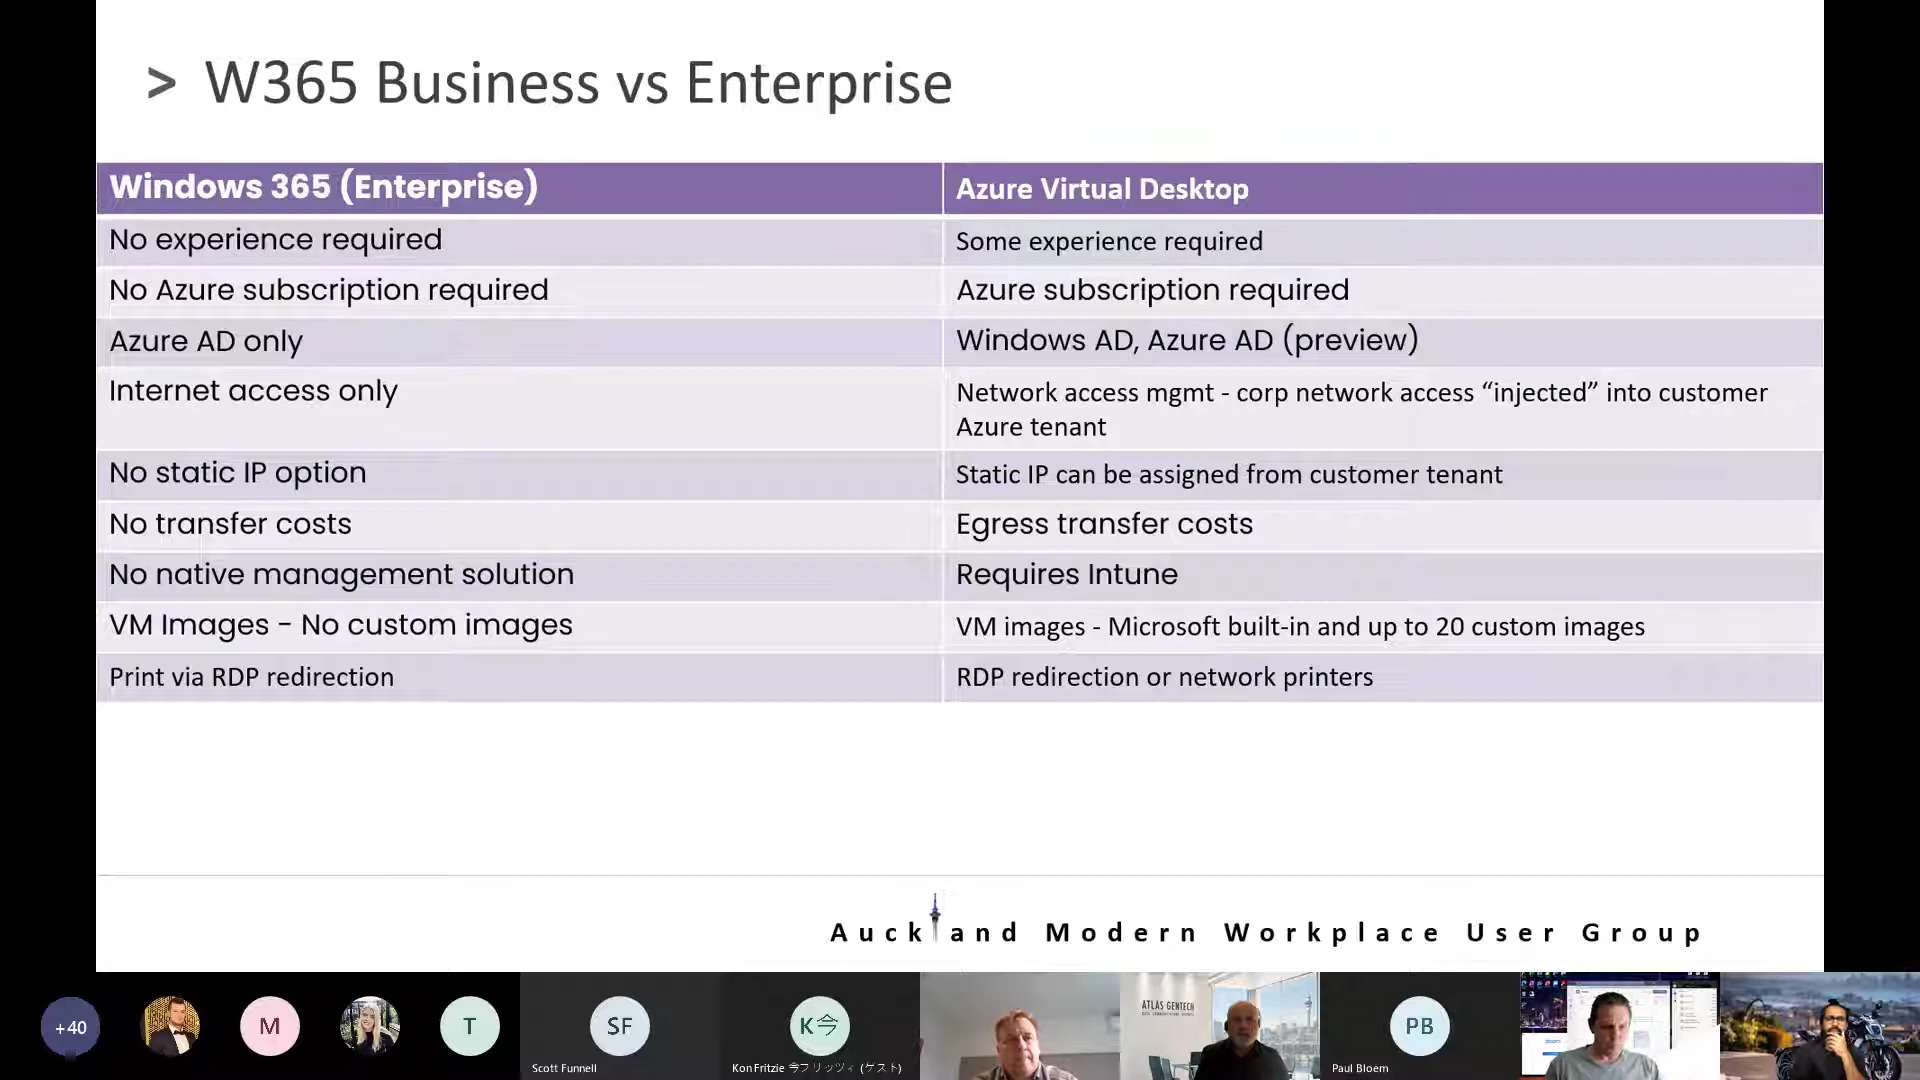 > W365 Business vs Enterprise
Windows 365 (Enterprise)
Azure Virtual Desktop
No experience required
Some experience required
No Azure subscription required
Azure subscription required
Azure AD only
Windows AD, Azure AD (preview)
Internet access only
Network access mgmt - corp network access “injected” into customer
Azure tenant
No static IP option
Static IP can be assigned from customer tenant
No transfer costs
Egress transfer costs
No native management solution
Requires Intune
VM Images - No custom images
VM images - Microsoft built-in and up to 20 custom images
Print via RDP redirection
RDP redirection or network printers
Auckland Modern Workplace User Group
+40
M
T
SF
Scott Funnell
K今
Kon Fritzie 今フリッツィ (ゲスト)
ATLAS GENTECH
PB
Paul Bloem